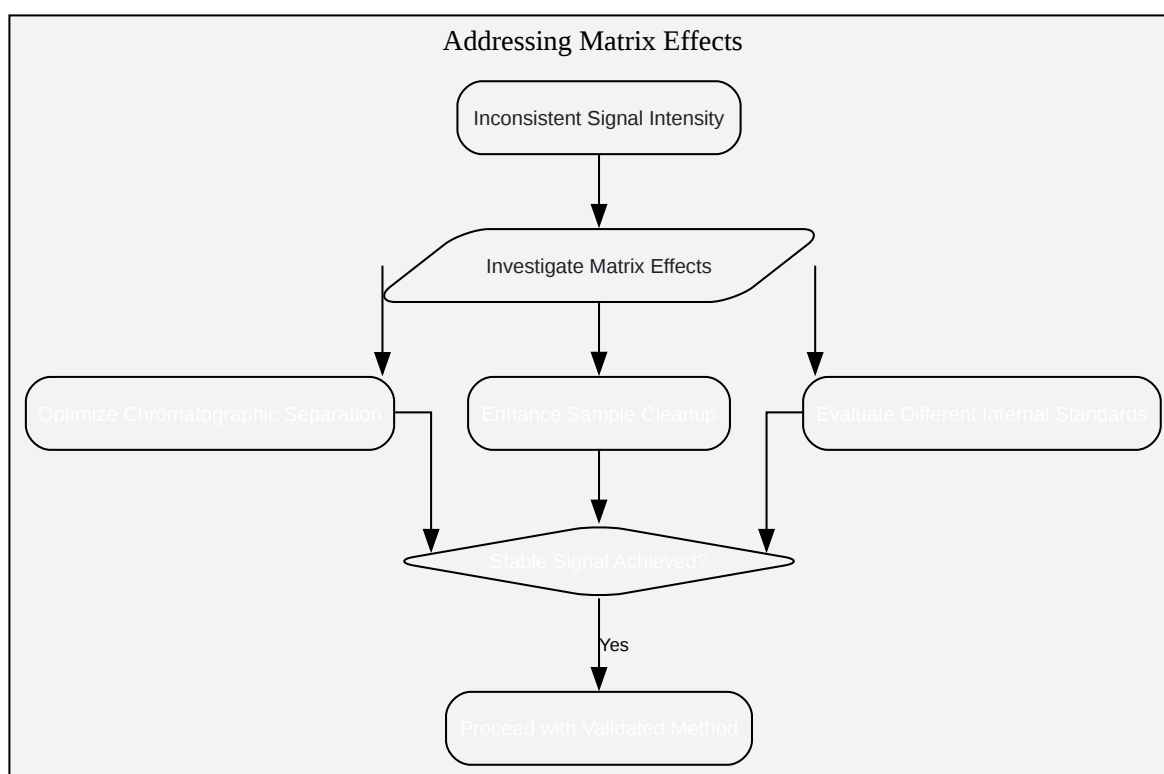 Addressing Matrix Effects
Inconsistent Signal Intensity
Investigate Matrix Effects
Optimize Chromatographic Separation
Enhance Sample Cleanup
Evaluate Different Internal Standards
Stable Signal Achieved?
Yes
Proceed with Validated Method